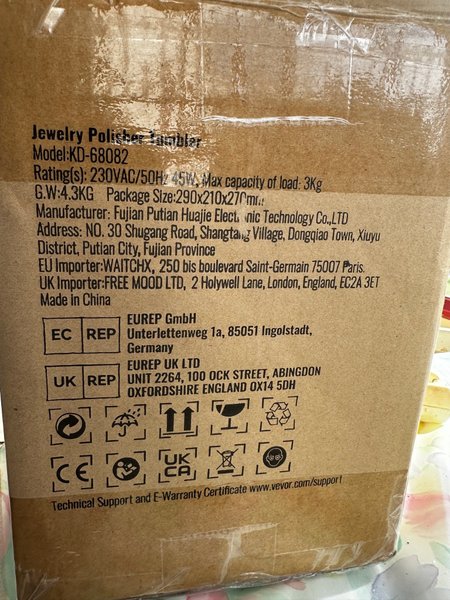 Jewelry Polisher Tumbler
Model:KD-68082
Rating(s): 230VAC/50Hz 45W, Max capacity of load: 3Kg
G.W:4.3KG Package Size:290x210x270mm
Manufacturer: Fujian Putian Huajie Electronic Technology Co.,LTD
Address: NO. 30 Shugang Road, Shangtang Village, Dongqiao Town, Xiuyu
District, Putian City, Fujian Province
EU Importer:WAITCHX, 250 bis boulevard Saint-Germain 75007 Paris
UK Importer:FREE MOOD LTD, 2 Holywell Lane, London, England, EC2A 3ET
Made in China
EC REP
EUREP GmbH
Unterlettenweg 1a, 85051 Ingolstadt,
Germany
UK REP
EUREP UK LTD
UNIT 2264, 100 OCK STREET, ABINGDON
OXFORDSHIRE ENGLAND OX14 5DH
CE
UK
CA
Technical Support and E-Warranty Certificate www.vevor.com/support